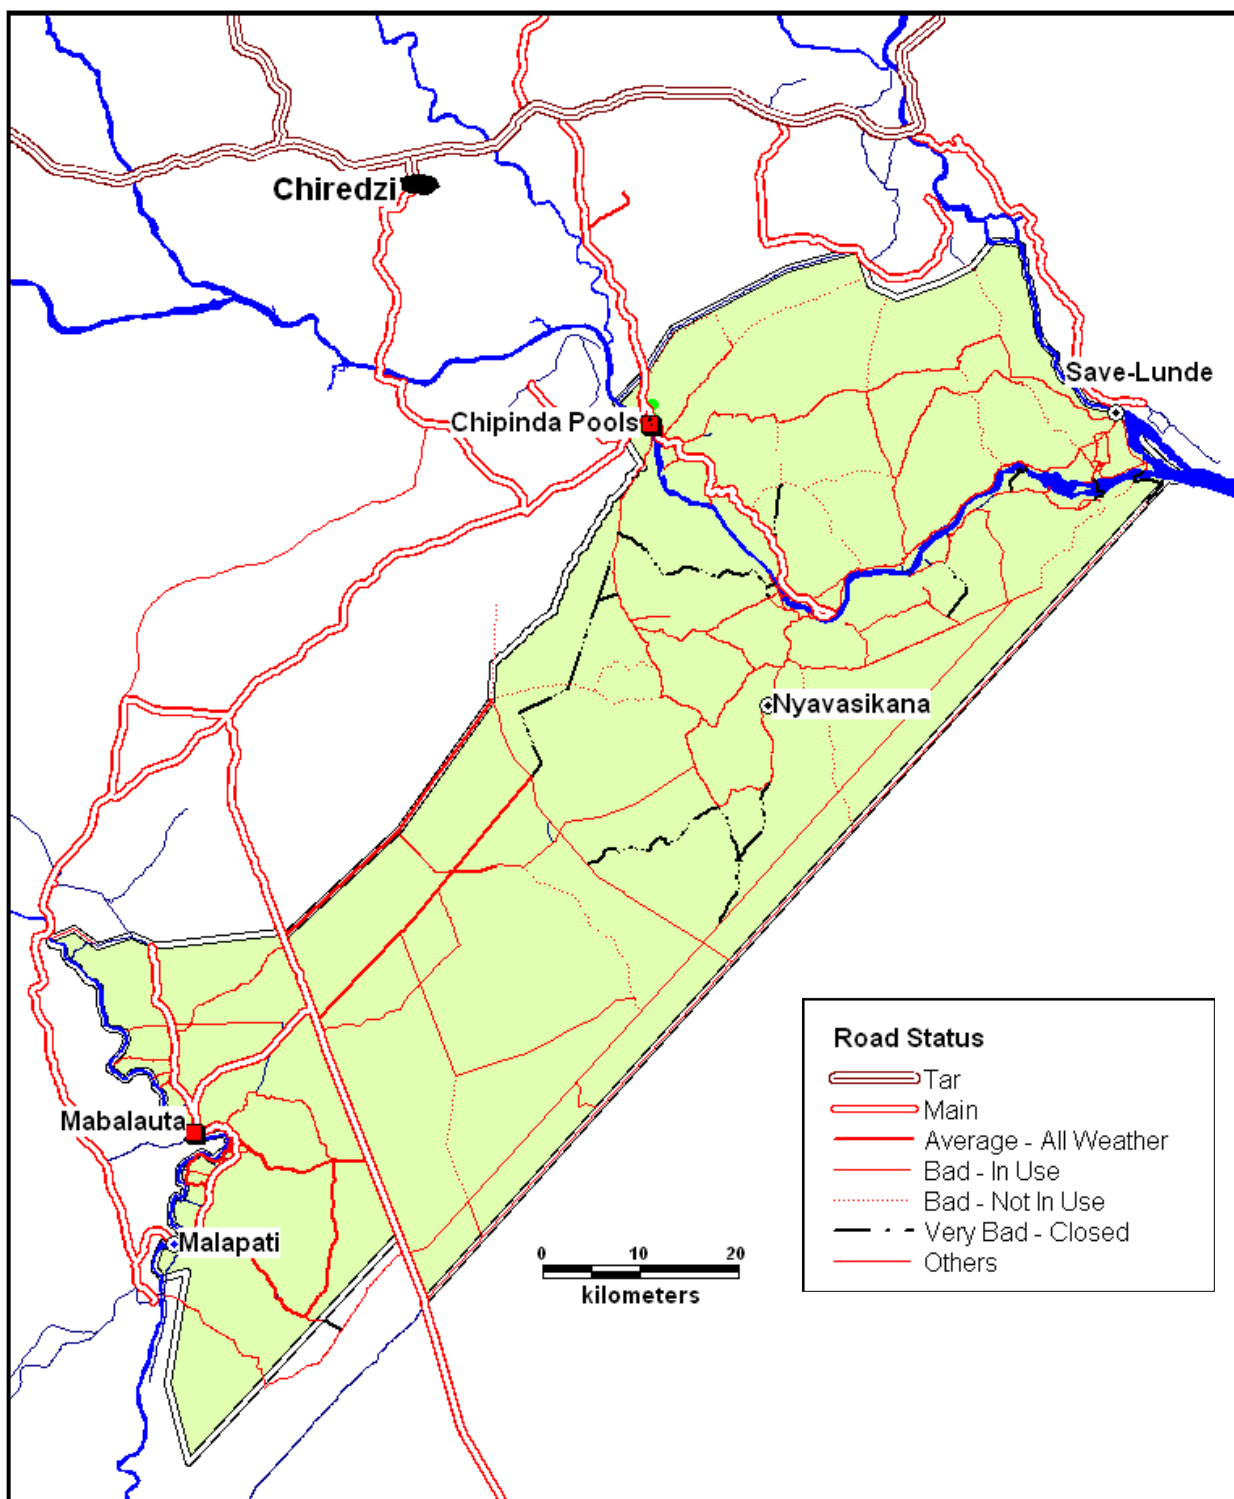 Chiredzi
Save-Lunde
Chipinda Pools
Nyavasikana
Road Status
Tar
Main
Mabalauta
Average - All Weather
Bad - In Use
Bad - Not In Use
Malapati
Very Bad - Closed
0 10 20
Others
kilometers